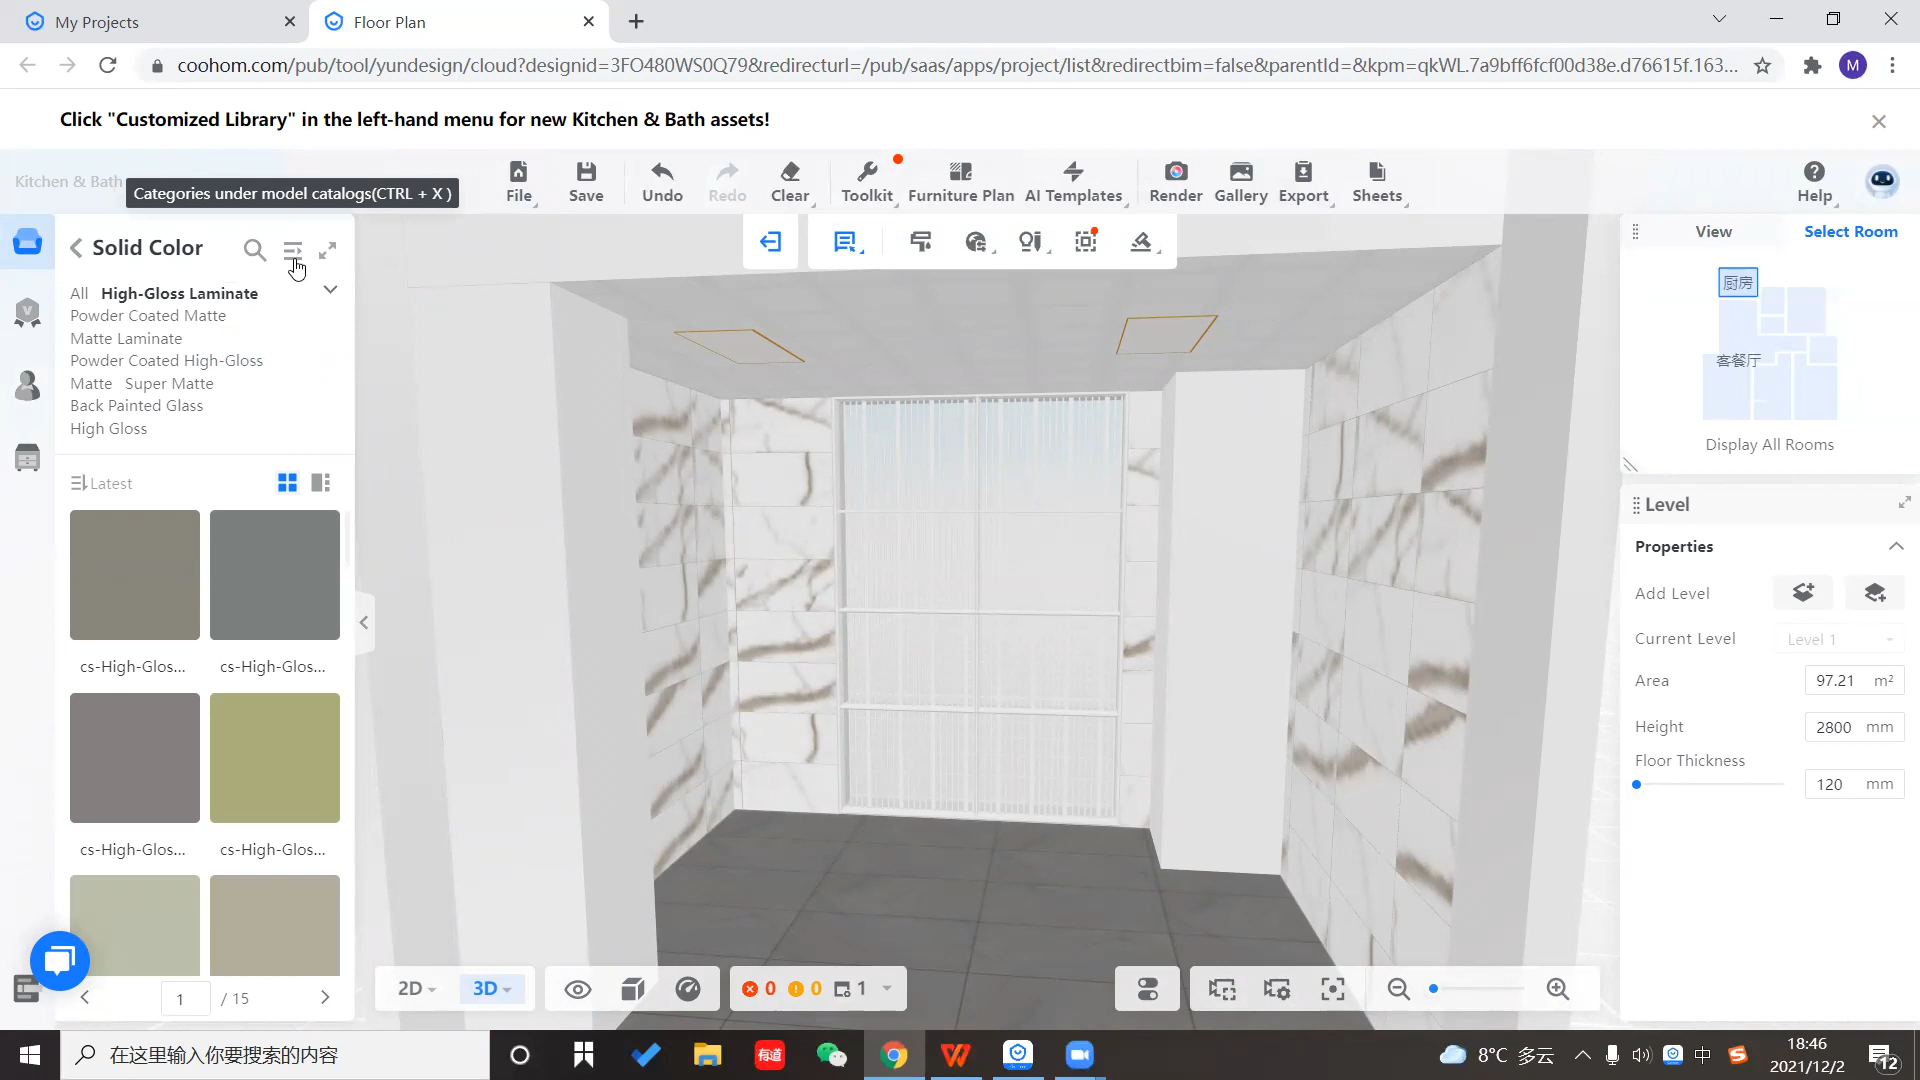 My Projects
Floor Plan
coohom.com/pub/tool/yundesign/cloud?designid=3FO480WS0Q79&redirecturl=/pub/saas/apps/project/list&redirectbim=false&parentId=&kpm=qkWL.7a9bff6fcf00d38e.d76615f.163...
M
Click "Customized Library" in the left-hand menu for new Kitchen & Bath assets!
Kitchen & Bath
Categories under model catalogs(CTRL + X )
File
Save
Undo
Redo
Clear
Toolkit
Furniture Plan
AI Templates
Render
Gallery
Export
Sheets
Help
Solid Color
All High-Gloss Laminate
Powder Coated Matte
Matte Laminate
Powder Coated High-Gloss
Matte Super Matte
Back Painted Glass
High Gloss
Latest
cs-High-Glos...
cs-High-Glos...
cs-High-Glos...
cs-High-Glos...
1 / 15
View
Select Room
厨房
客餐厅
Display All Rooms
Level
Properties
Add Level
Current Level
Level 1
Area
97.21 m²
Height
2800 mm
Floor Thickness
120 mm
2D
3D
0
0
1
在这里输入你要搜索的内容
有道
8°C 多云
中
18:46
2021/12/2
12